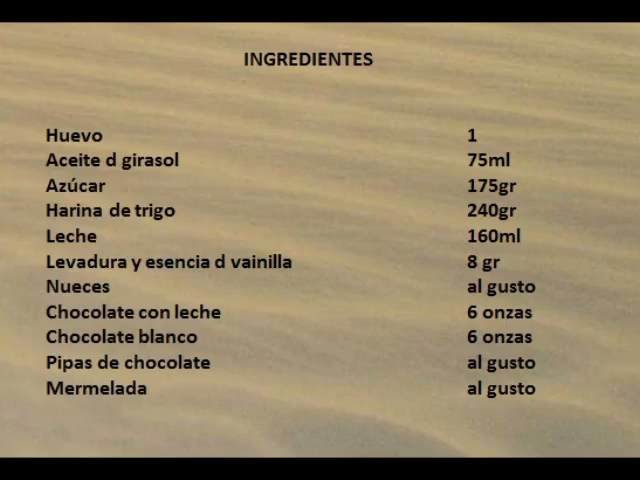 INGREDIENTES
Huevo 1
Aceite d girasol 75ml
Azúcar 175gr
Harina de trigo 240gr
Leche 160ml
Levadura y esencia d vainilla 8 gr
Nueces al gusto
Chocolate con leche 6 onzas
Chocolate blanco 6 onzas
Pipas de chocolate al gusto
Mermelada al gusto